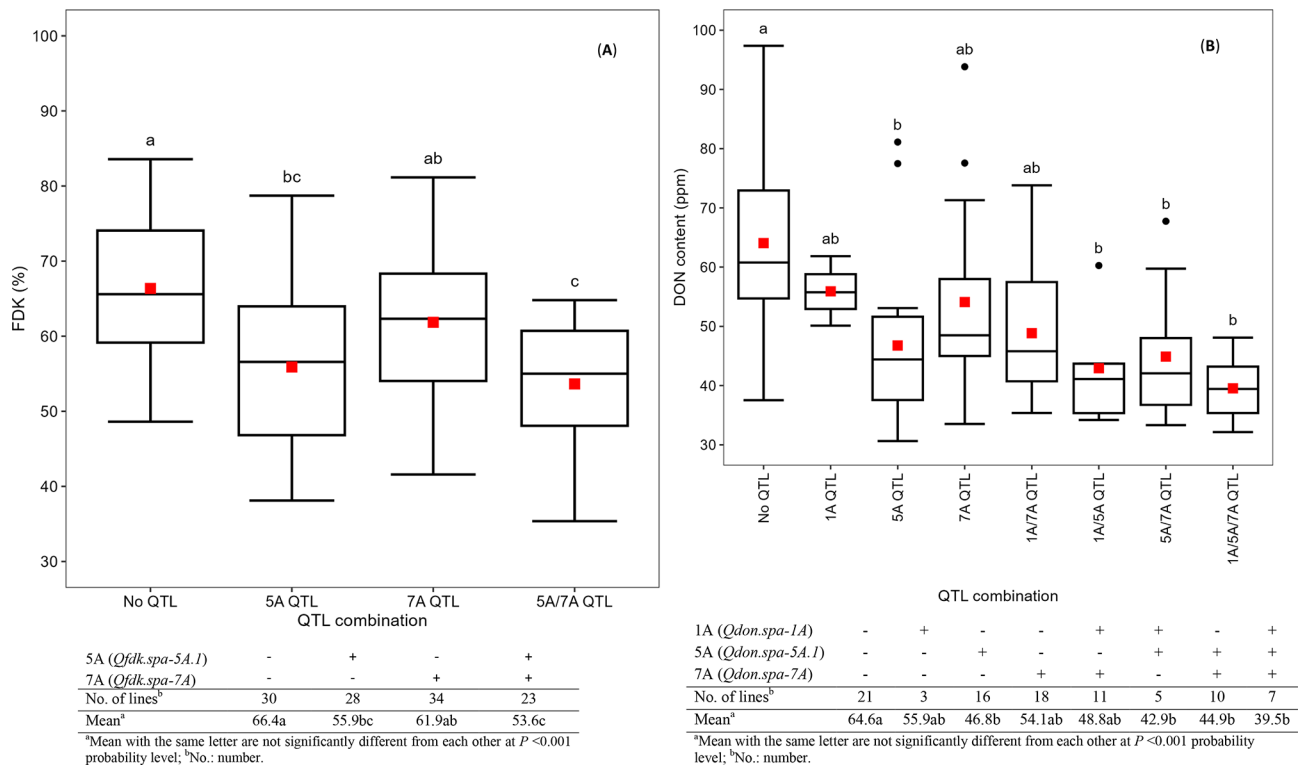 (A)
100
90
80
70
60
50
40
30
FDK (%)
a
bc
ab
c
No QTL
5A QTL
7A QTL
5A/7A QTL
QTL combination
5A (Qfdk.spa-5A.1) - + - +
7A (Qfdk.spa-7A) - - + +
No. of linesb 30 28 34 23
Meana 66.4a 55.9bc 61.9ab 53.6c
aMean with the same letter are not significantly different from each other at P <0.001
probability level; bNo.: number.
(B)
100
90
80
70
60
50
40
30
DON content (ppm)
a
ab
b
ab
ab
b
b
b
No QTL
1A QTL
5A QTL
7A QTL
1A/7A QTL
1A/5A QTL
5A/7A QTL
1A/5A/7A QTL
QTL combination
1A (Qdon.spa-1A) - + - - + + - +
5A (Qdon.spa-5A.1) - - + - - + + +
7A (Qdon.spa-7A) - - - + + - + +
No. of linesb 21 3 16 18 11 5 10 7
Meana 64.6a 55.9ab 46.8b 54.1ab 48.8ab 42.9b 44.9b 39.5b
aMean with the same letter are not significantly different from each other at P <0.001 probability
level; bNo.: number.